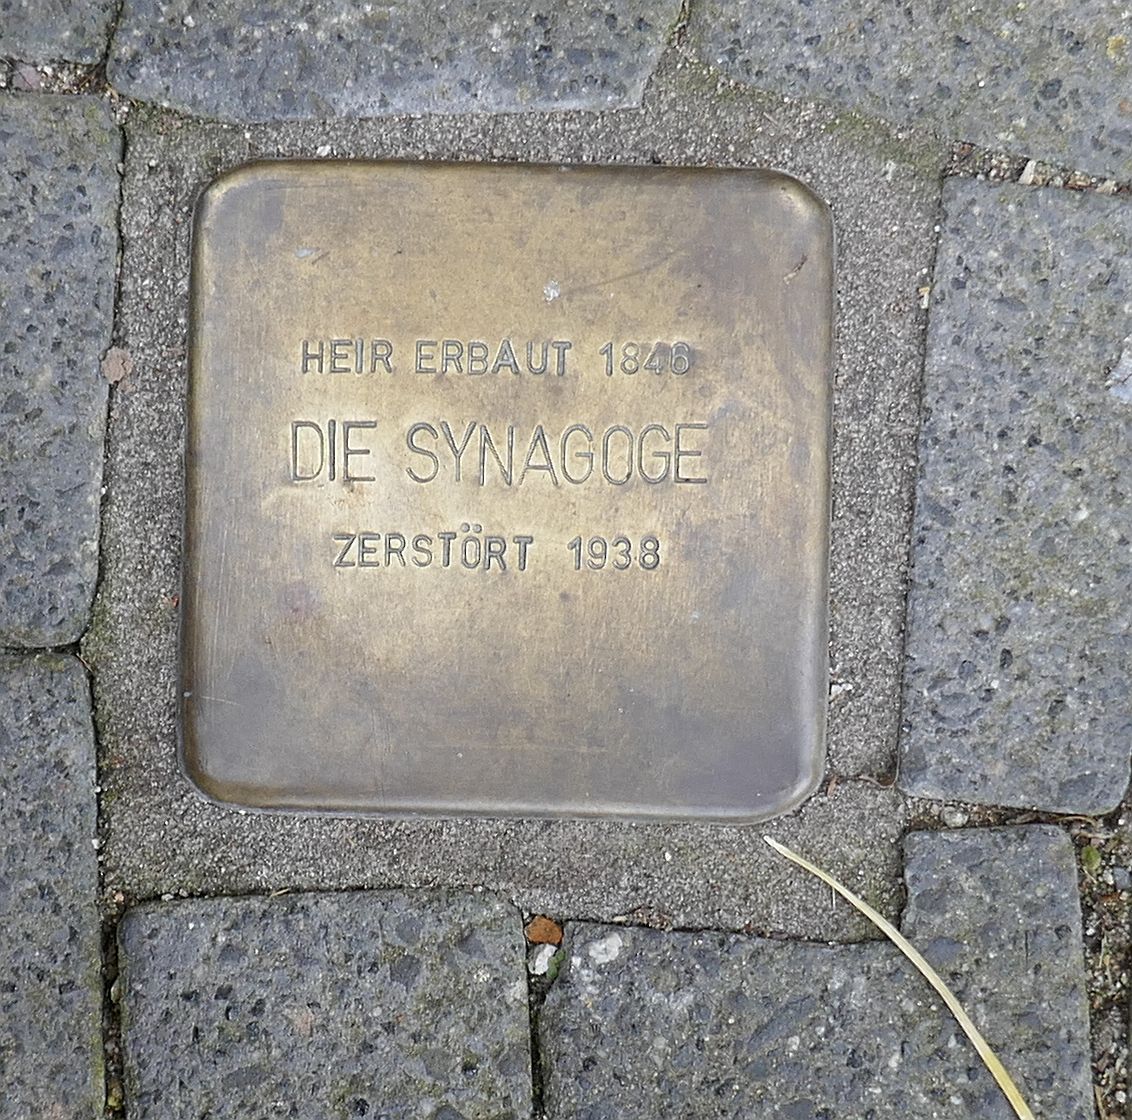 HEIR ERBAUT 1846
DIE SYNAGOGE
ZERSTÖRT 1938